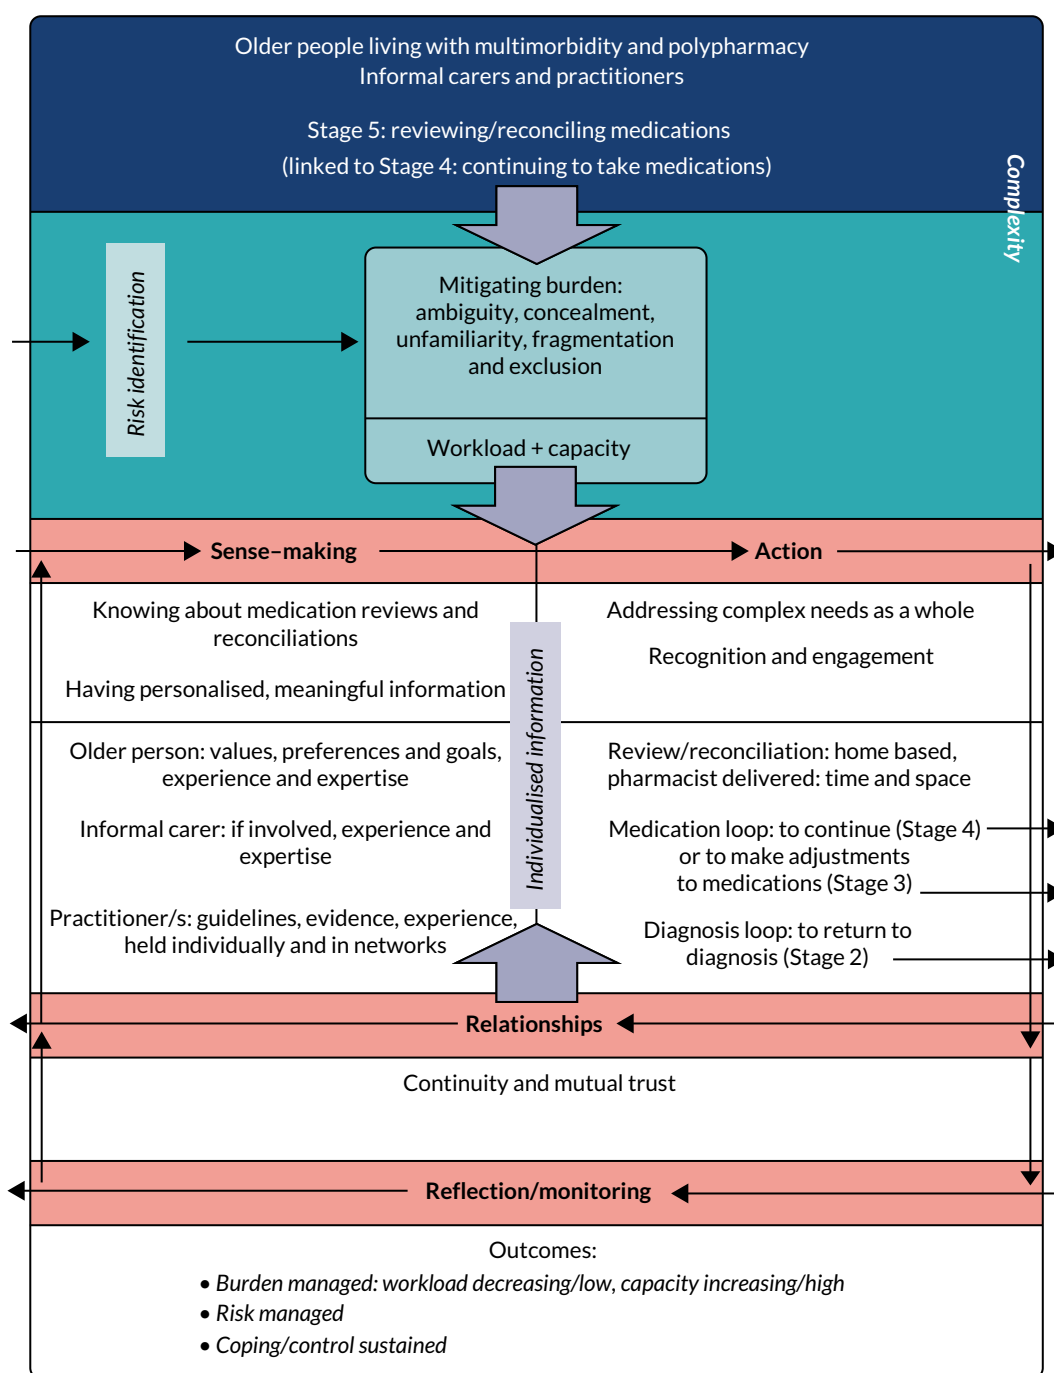 Older people living with multimorbidity and polypharmacy
Informal carers and practitioners
Stage 5: reviewing/reconciling medications
(linked to Stage 4: continuing to take medications)
Complexity
Risk identification
Mitigating burden:
ambiguity, concealment,
unfamiliarity, fragmentation
and exclusion
Workload + capacity
Sense–making
Action
Knowing about medication reviews and
reconciliations
Having personalised, meaningful information
Addressing complex needs as a whole
Recognition and engagement
Individualised information
Older person: values, preferences and goals,
experience and expertise
Informal carer: if involved, experience and
expertise
Practitioner/s: guidelines, evidence, experience,
held individually and in networks
Review/reconciliation: home based,
pharmacist delivered: time and space
Medication loop: to continue (Stage 4)
or to make adjustments
to medications (Stage 3)
Diagnosis loop: to return to
diagnosis (Stage 2)
Relationships
Continuity and mutual trust
Reflection/monitoring
Outcomes:
• Burden managed: workload decreasing/low, capacity increasing/high
• Risk managed
• Coping/control sustained